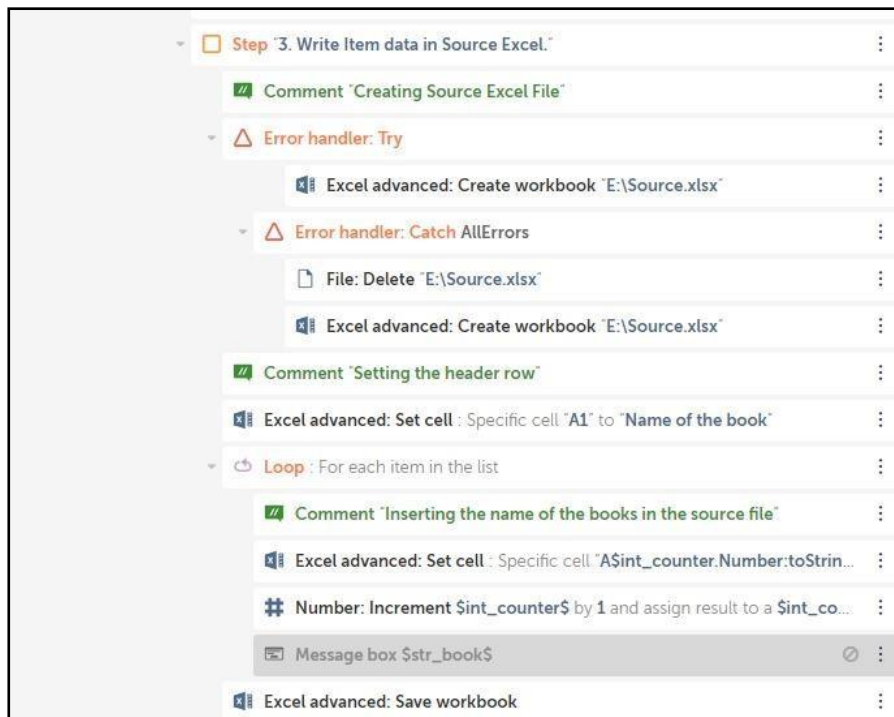 Step "3. Write Item data in Source Excel."
Comment "Creating Source Excel File"
Error handler: Try
Excel advanced: Create workbook "E:\Source.xlsx"
Error handler: Catch AllErrors
File: Delete "E:\Source.xlsx"
Excel advanced: Create workbook "E:\Source.xlsx"
Comment "Setting the header row"
Excel advanced: Set cell : Specific cell "A1" to "Name of the book"
Loop : For each item in the list
Comment "Inserting the name of the books in the source file"
Excel advanced: Set cell : Specific cell "A$int_counter.Number:toStrin...
Number: Increment $int_counter$ by 1 and assign result to a $int_co...
Message box $str_book$
Excel advanced: Save workbook